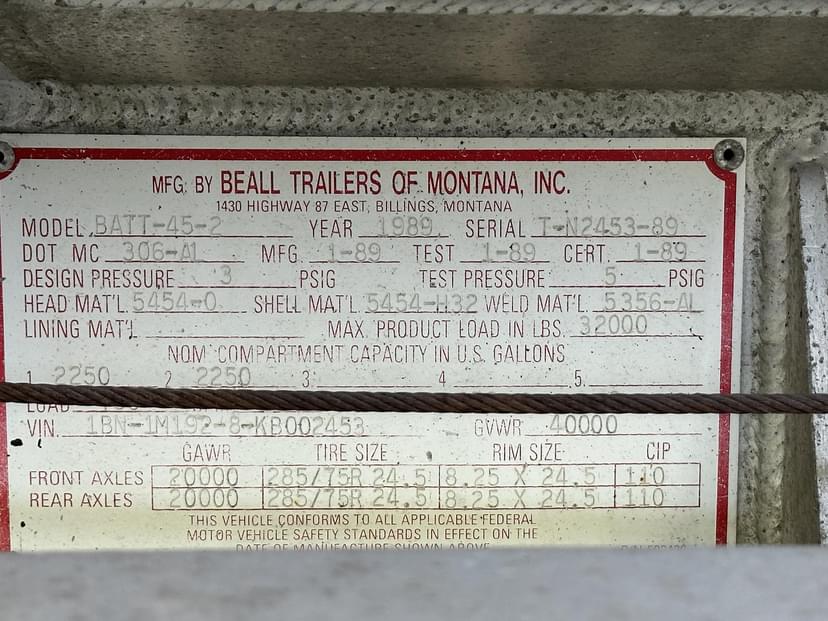 MFG. BY BEALL TRAILERS OF MONTANA, INC.
1430 HIGHWAY 87 EAST, BILLINGS, MONTANA
MODEL BATT-45-2 YEAR 1989 SERIAL T-N2453-89
DOT MC 306-AL MFG. 1-89 TEST 1-89 CERT. 1-89
DESIGN PRESSURE 3 PSIG TEST PRESSURE 5 PSIG
HEAD MAT'L 5454-O SHELL MAT'L 5454-H32 WELD MAT'L 5356-AL
LINING MAT'L MAX. PRODUCT LOAD IN LBS. 32000
NOM. COMPARTMENT CAPACITY IN U.S. GALLONS
1. 2250 2. 2250 3. 4. 5.
LOAD
VIN. 1BN-1M192-8-KB002453 GVWR 40000
GAWR TIRE SIZE RIM SIZE CIP
FRONT AXLES 20000 285/75R 24.5 8.25 X 24.5 110
REAR AXLES 20000 285/75R 24.5 8.25 X 24.5 110
THIS VEHICLE CONFORMS TO ALL APPLICABLE FEDERAL
MOTOR VEHICLE SAFETY STANDARDS IN EFFECT ON THE
DATE OF MANUFACTURE SHOWN ABOVE